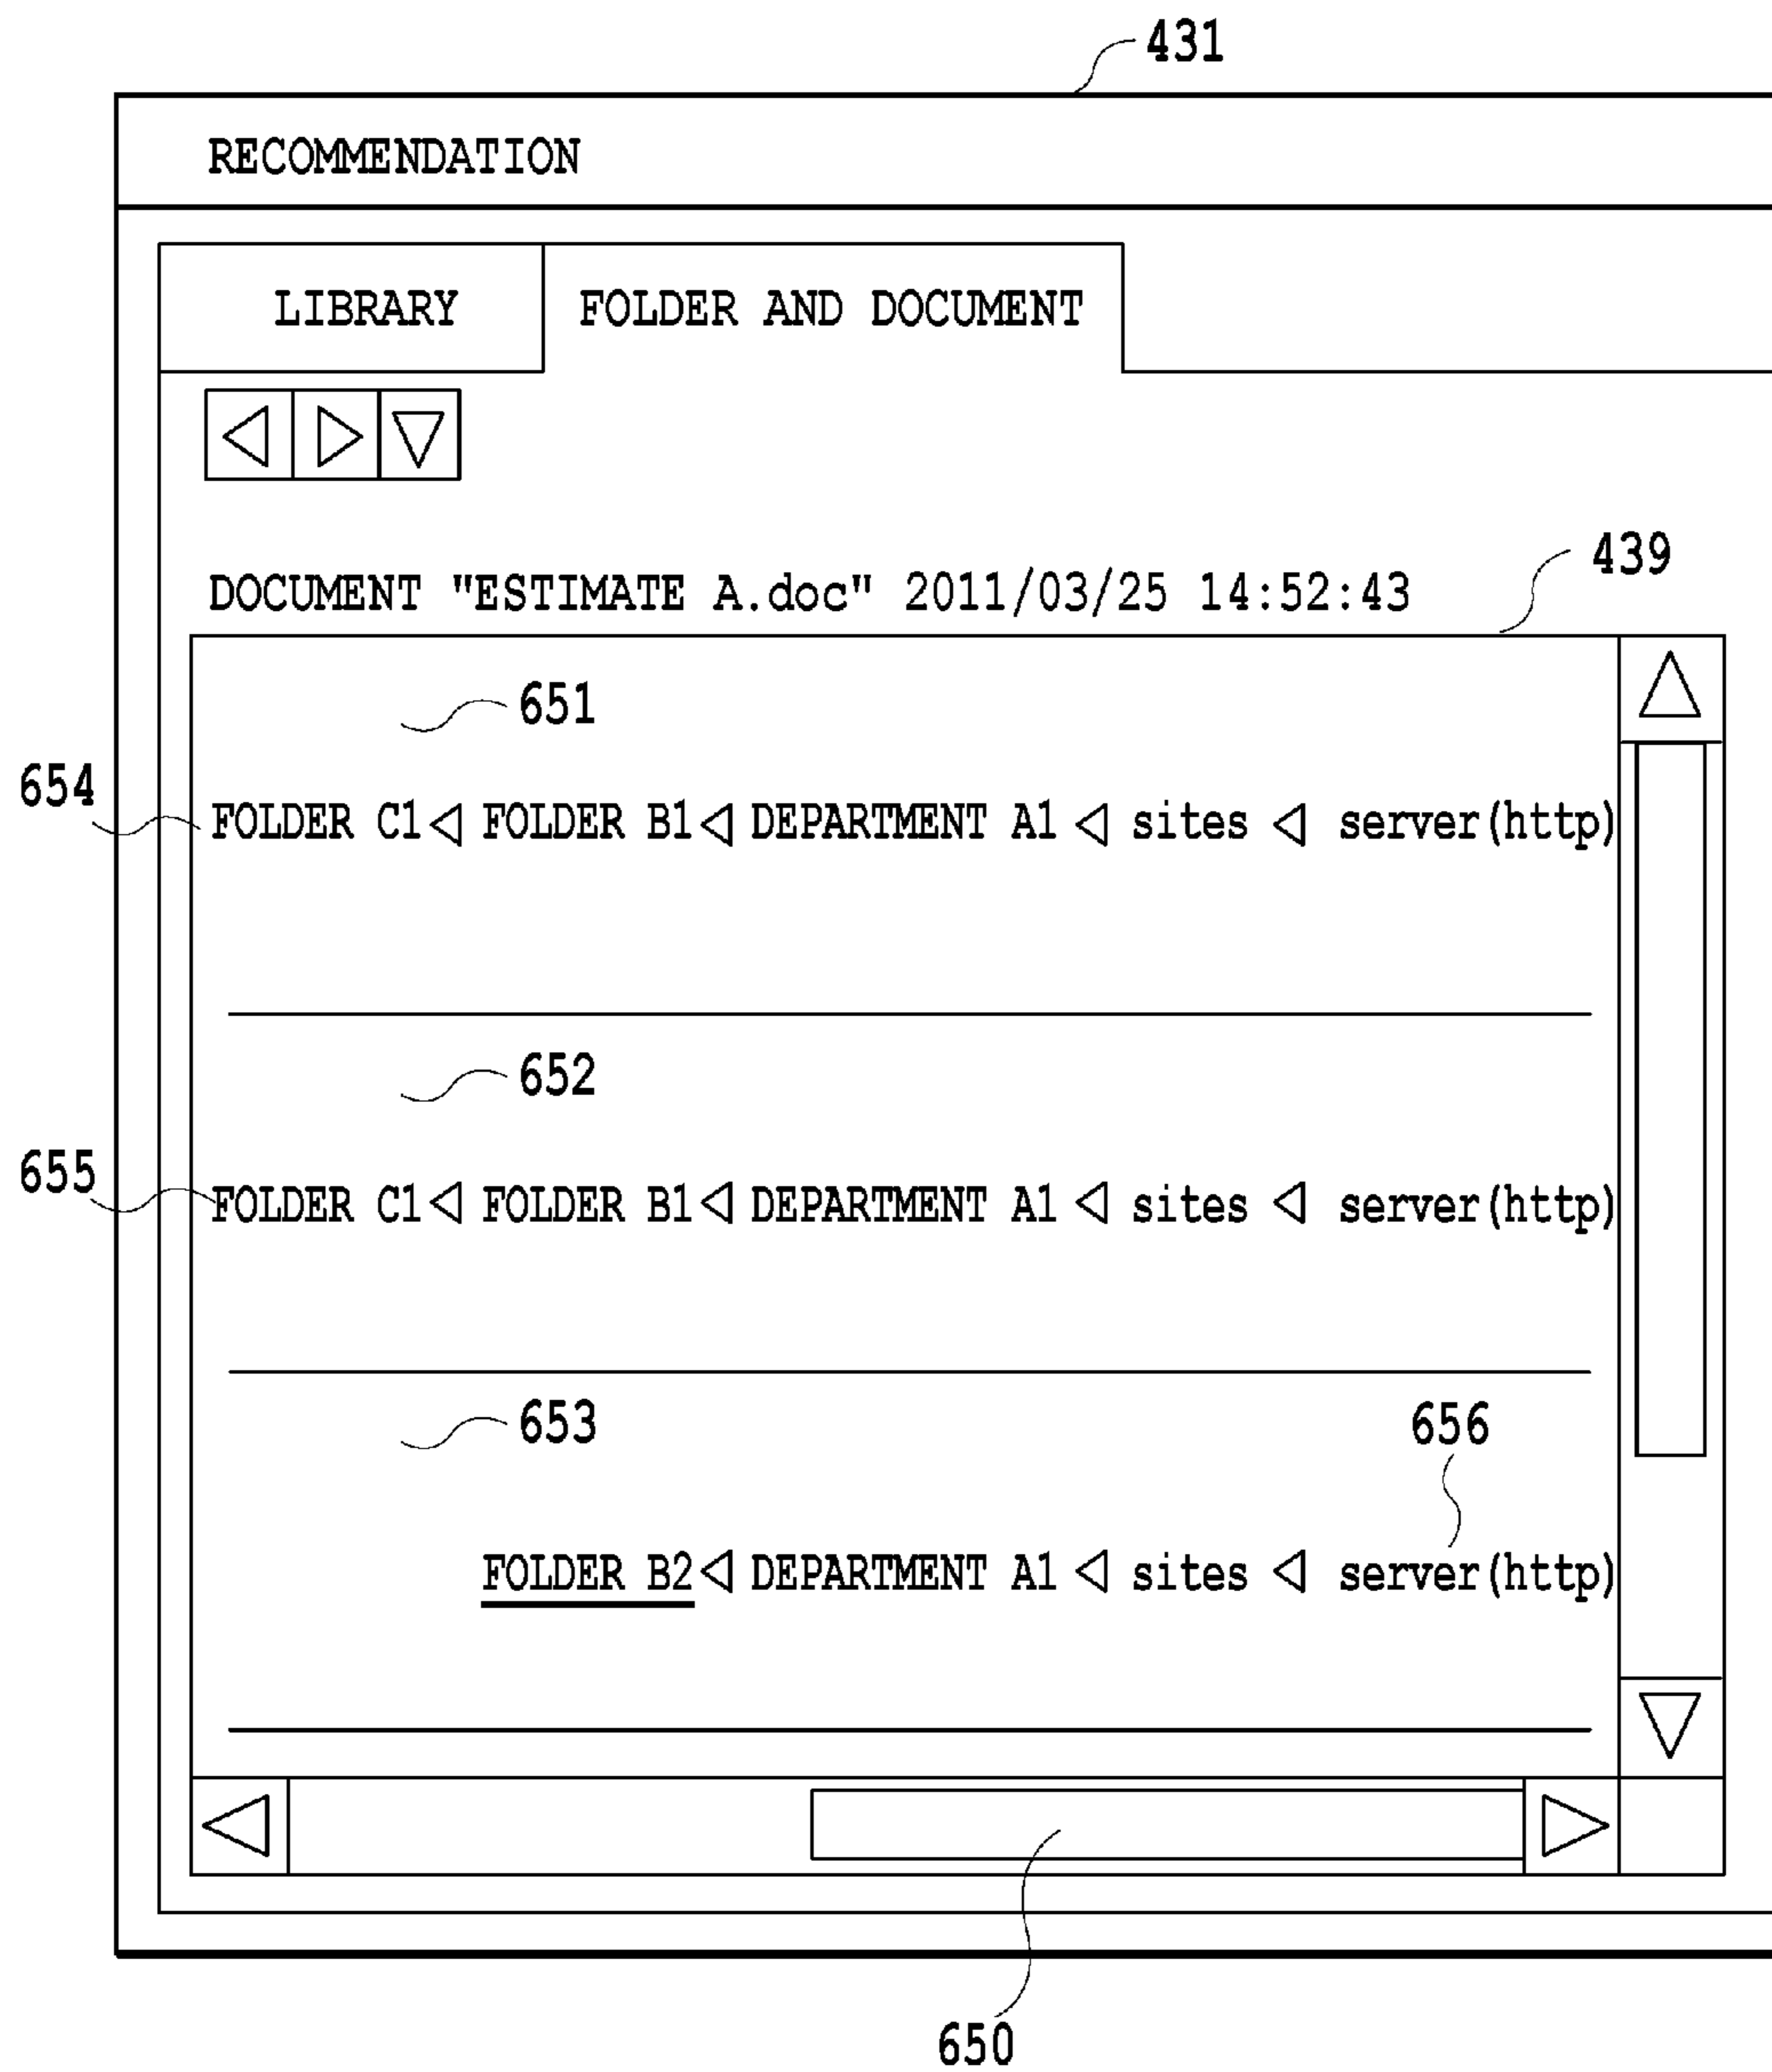 431
RECOMMENDATION
LIBRARY FOLDER AND DOCUMENT
439
DOCUMENT "ESTIMATE A.doc" 2011/03/25 14:52:43
651
654
FOLDER C1 ◁ FOLDER B1 ◁ DEPARTMENT A1 ◁ sites ◁ server(http)
652
655
FOLDER C1 ◁ FOLDER B1 ◁ DEPARTMENT A1 ◁ sites ◁ server(http)
653 656
FOLDER B2 ◁ DEPARTMENT A1 ◁ sites ◁ server(http)
650